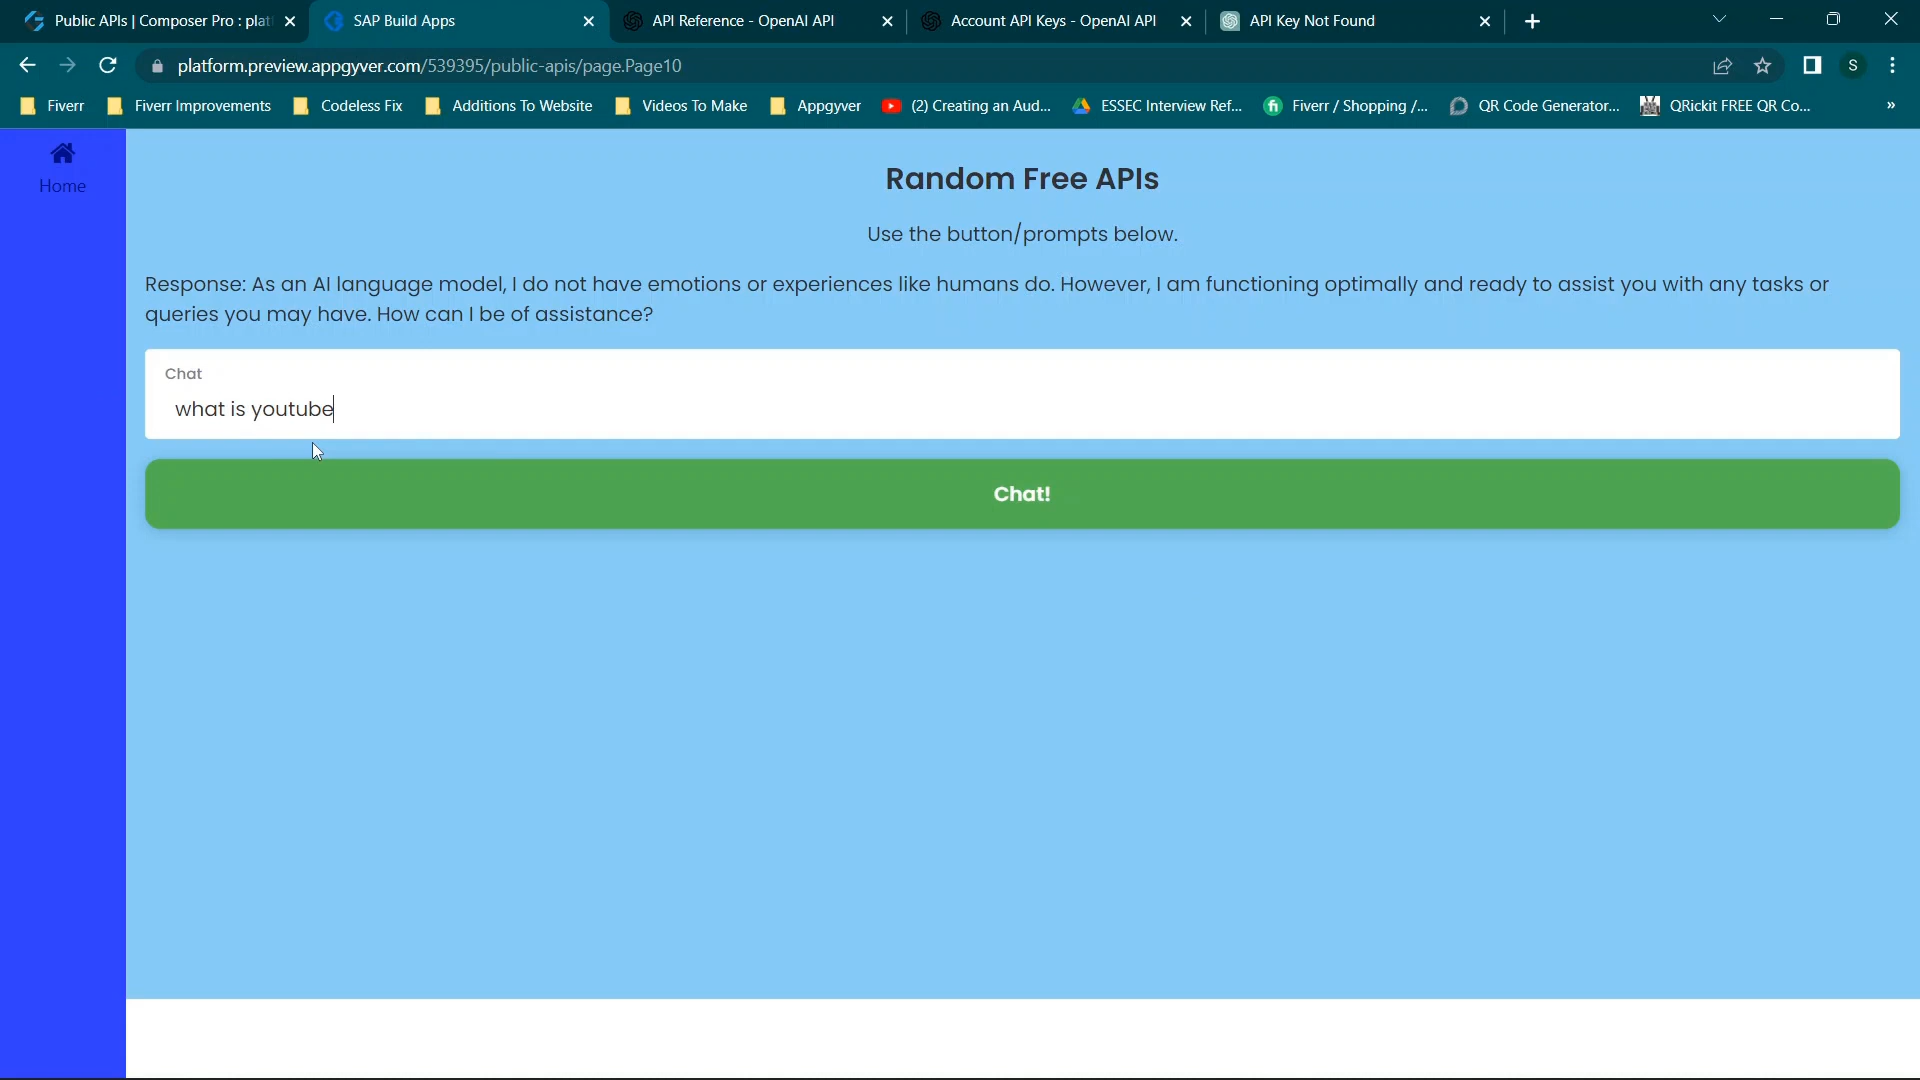 Public APIs | Composer Pro : plat
SAP Build Apps
API Reference - OpenAI API
Account API Keys - OpenAI API
API Key Not Found
platform.preview.appgyver.com/539395/public-apis/page.Page10
S
Fiverr
Fiverr Improvements
Codeless Fix
Additions To Website
Videos To Make
Appgyver
(2) Creating an Aud...
ESSEC Interview Ref...
Fiverr / Shopping /...
QR Code Generator...
QRickit FREE QR Co...
»
Home
Random Free APIs
Use the button/prompts below.
Response: As an AI language model, I do not have emotions or experiences like humans do. However, I am functioning optimally and ready to assist you with any tasks or
queries you may have. How can I be of assistance?
Chat
what is youtube
Chat!